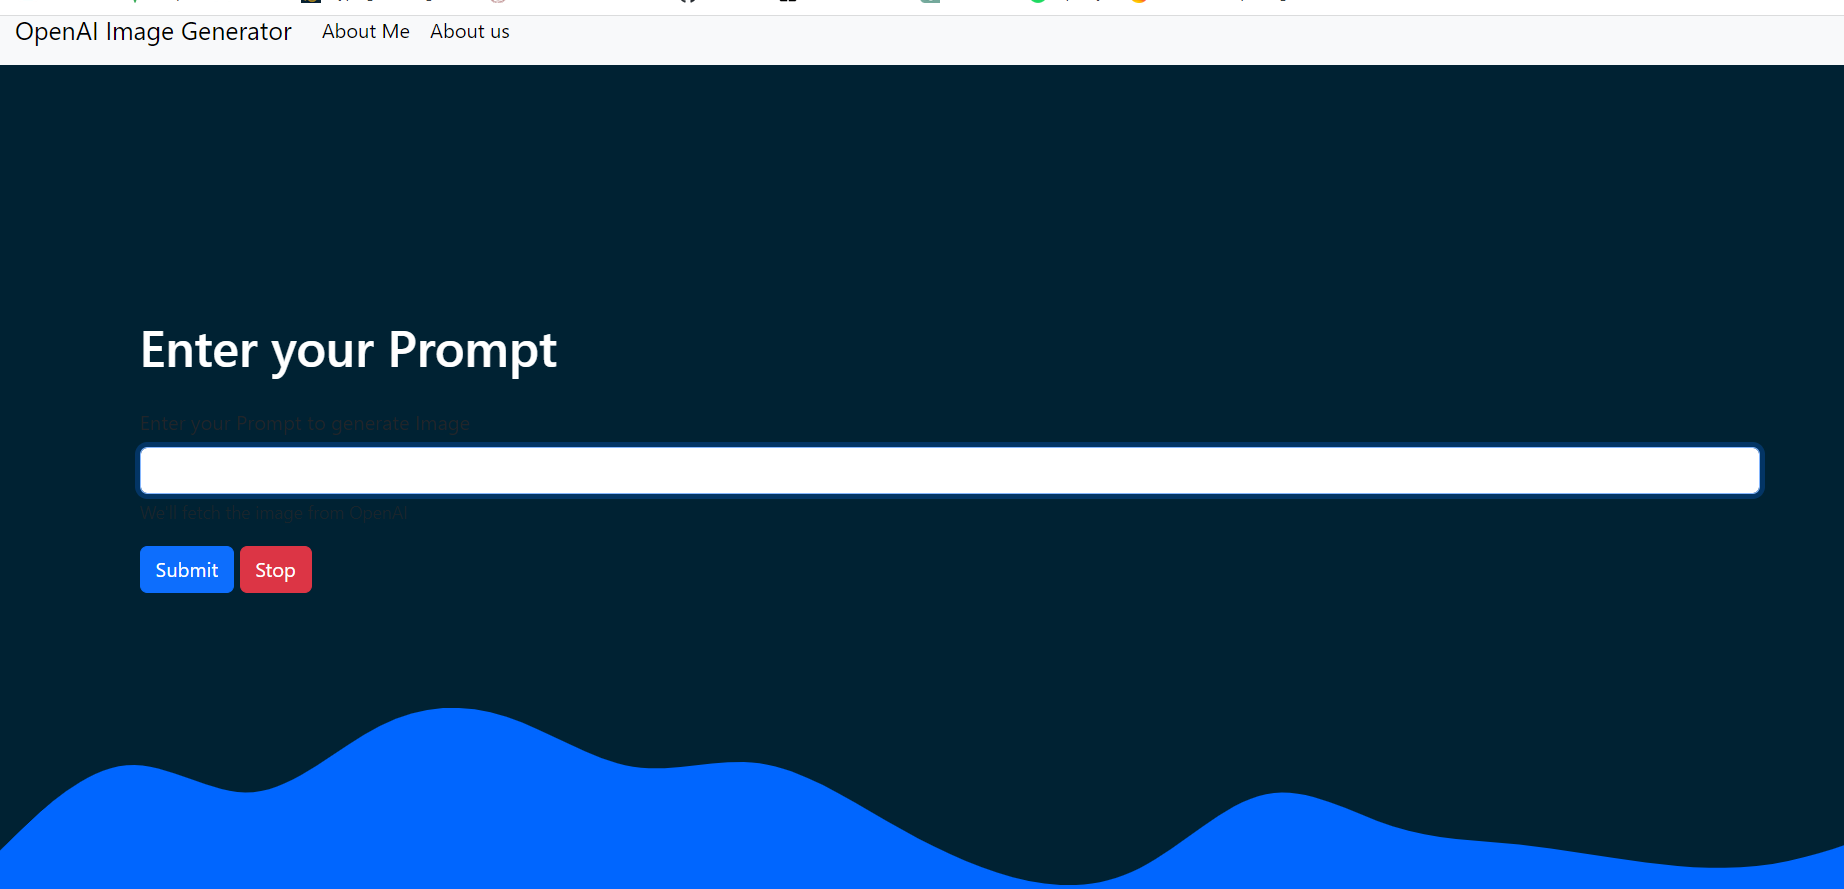 OpenAI Image Generator About Me About us
Enter your Prompt
Enter your Prompt to generate Image
We'll fetch the image from OpenAI
Submit Stop